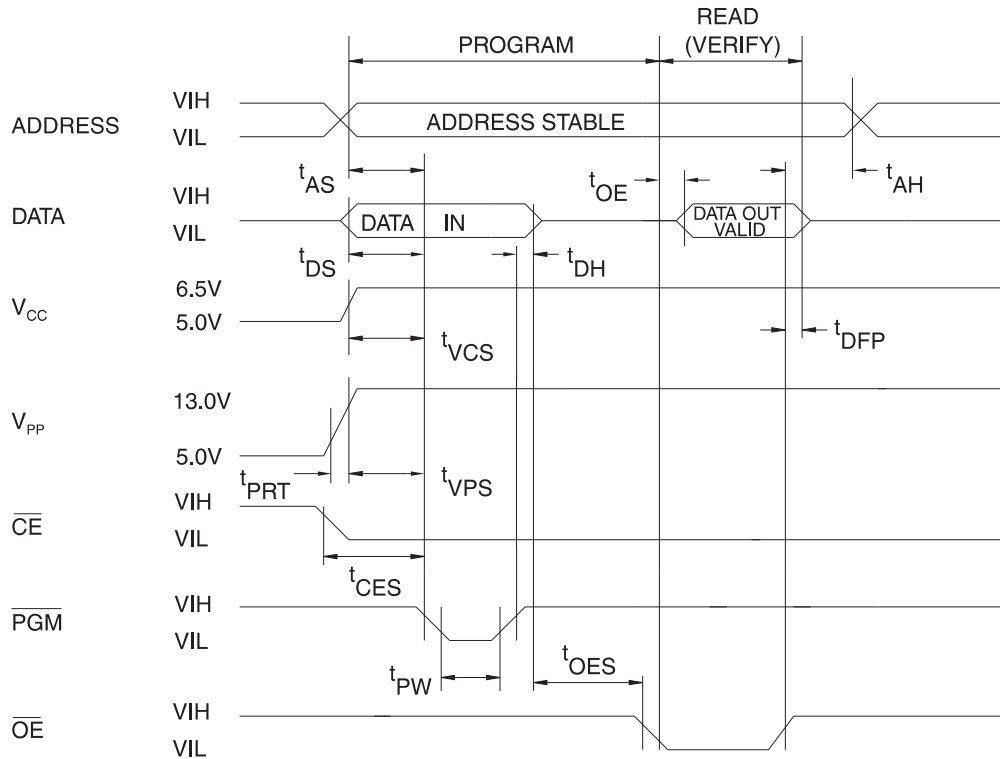 READ
PROGRAM (VERIFY)
ADDRESS VIH VIL ADDRESS STABLE
tAS tOE tAH
DATA VIH VIL DATA IN DATA OUT VALID
tDS tDH
VCC 6.5V 5.0V
tVCS tDFP
VPP 13.0V 5.0V
tPRT tVPS
CE VIH VIL
tCES
PGM VIH VIL
tPW tOES
OE VIH VIL